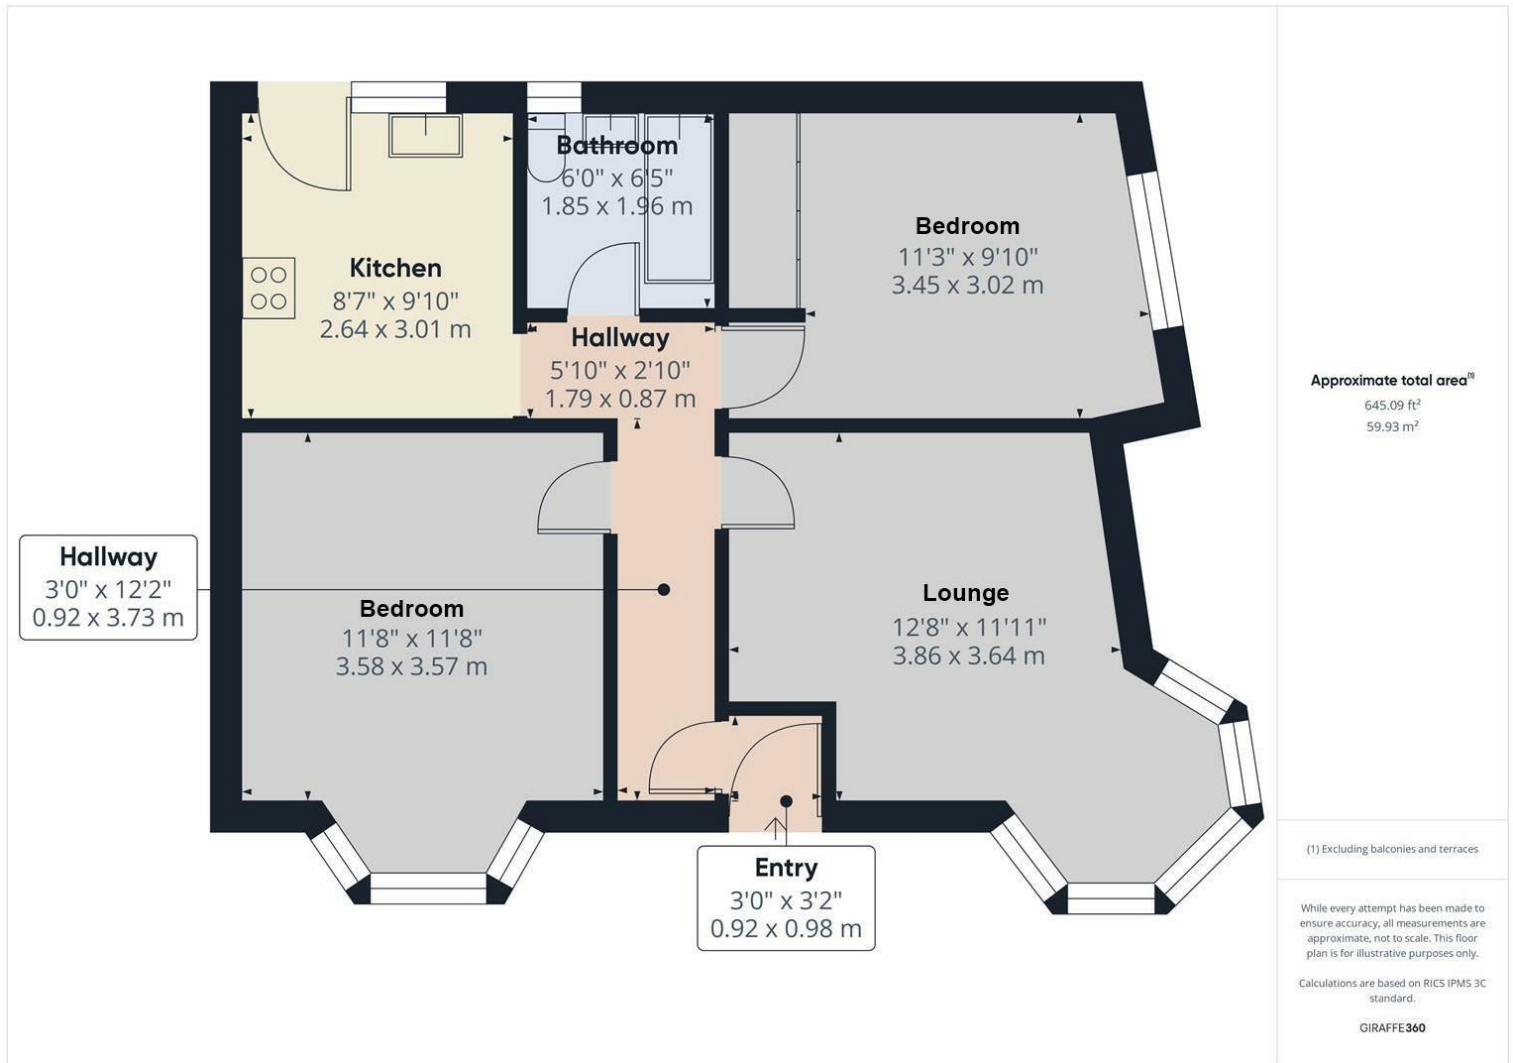 Bathroom
6'0" x 6'5"
1.85 x 1.96 m
Bedroom
11'3" x 9'10"
3.45 x 3.02 m
Kitchen
8'7" x 9'10"
2.64 x 3.01 m
Hallway
5'10" x 2'10"
1.79 x 0.87 m
Hallway
3'0" x 12'2"
0.92 x 3.73 m
Bedroom
11'8" x 11'8"
3.58 x 3.57 m
Lounge
12'8" x 11'11"
3.86 x 3.64 m
Entry
3'0" x 3'2"
0.92 x 0.98 m
Approximate total area(1)
645.09 ft²
59.93 m²
(1) Excluding balconies and terraces
While every attempt has been made to
ensure accuracy, all measurements are
approximate, not to scale. This floor
plan is for illustrative purposes only.
Calculations are based on RICS IPMS 3C
standard.
GIRAFFE360